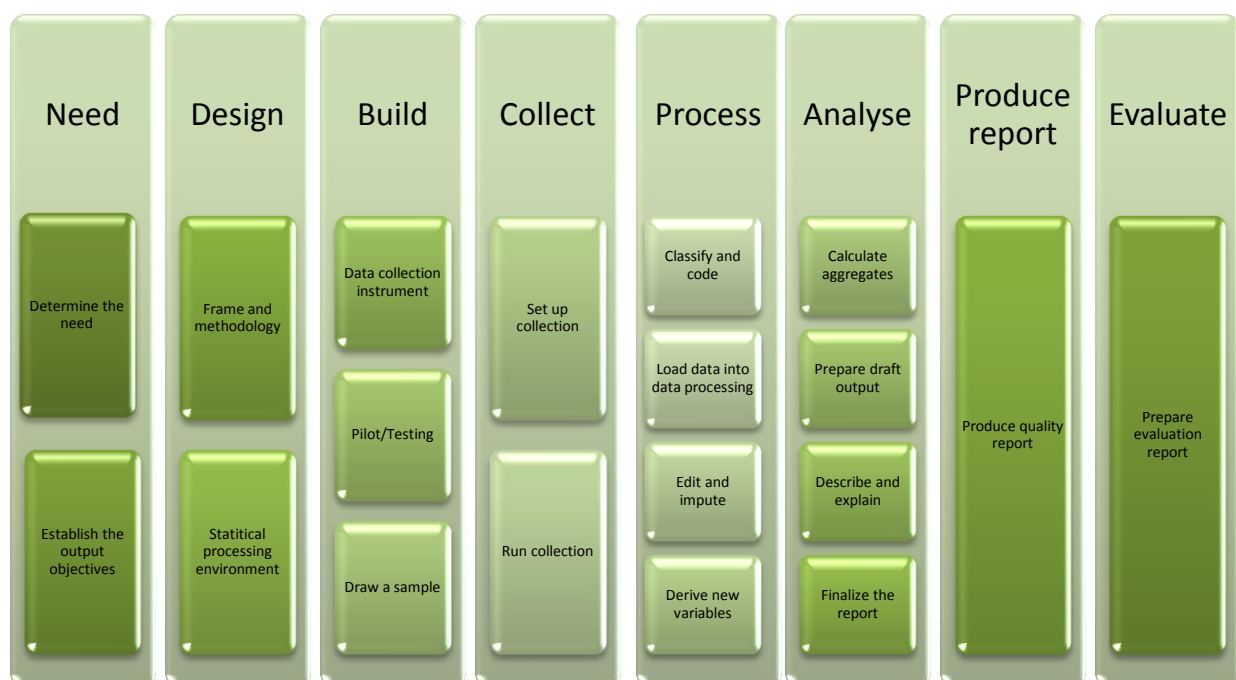 Need
Determine the
need
Establish the
output
objectives
Design
Frame and
methodology
Statitical
processing
environment
Build
Data collection
instrument
Pilot/Testing
Draw a sample
Collect
Set up
collection
Run collection
Process
Classify and
code
Load data into
data processing
Edit and
impute
Derive new
variables
Analyse
Calculate
aggregates
Prepare draft
output
Describe and
explain
Finalize the
report
Produce
report
Produce quality
report
Evaluate
Prepare
evaluation
report